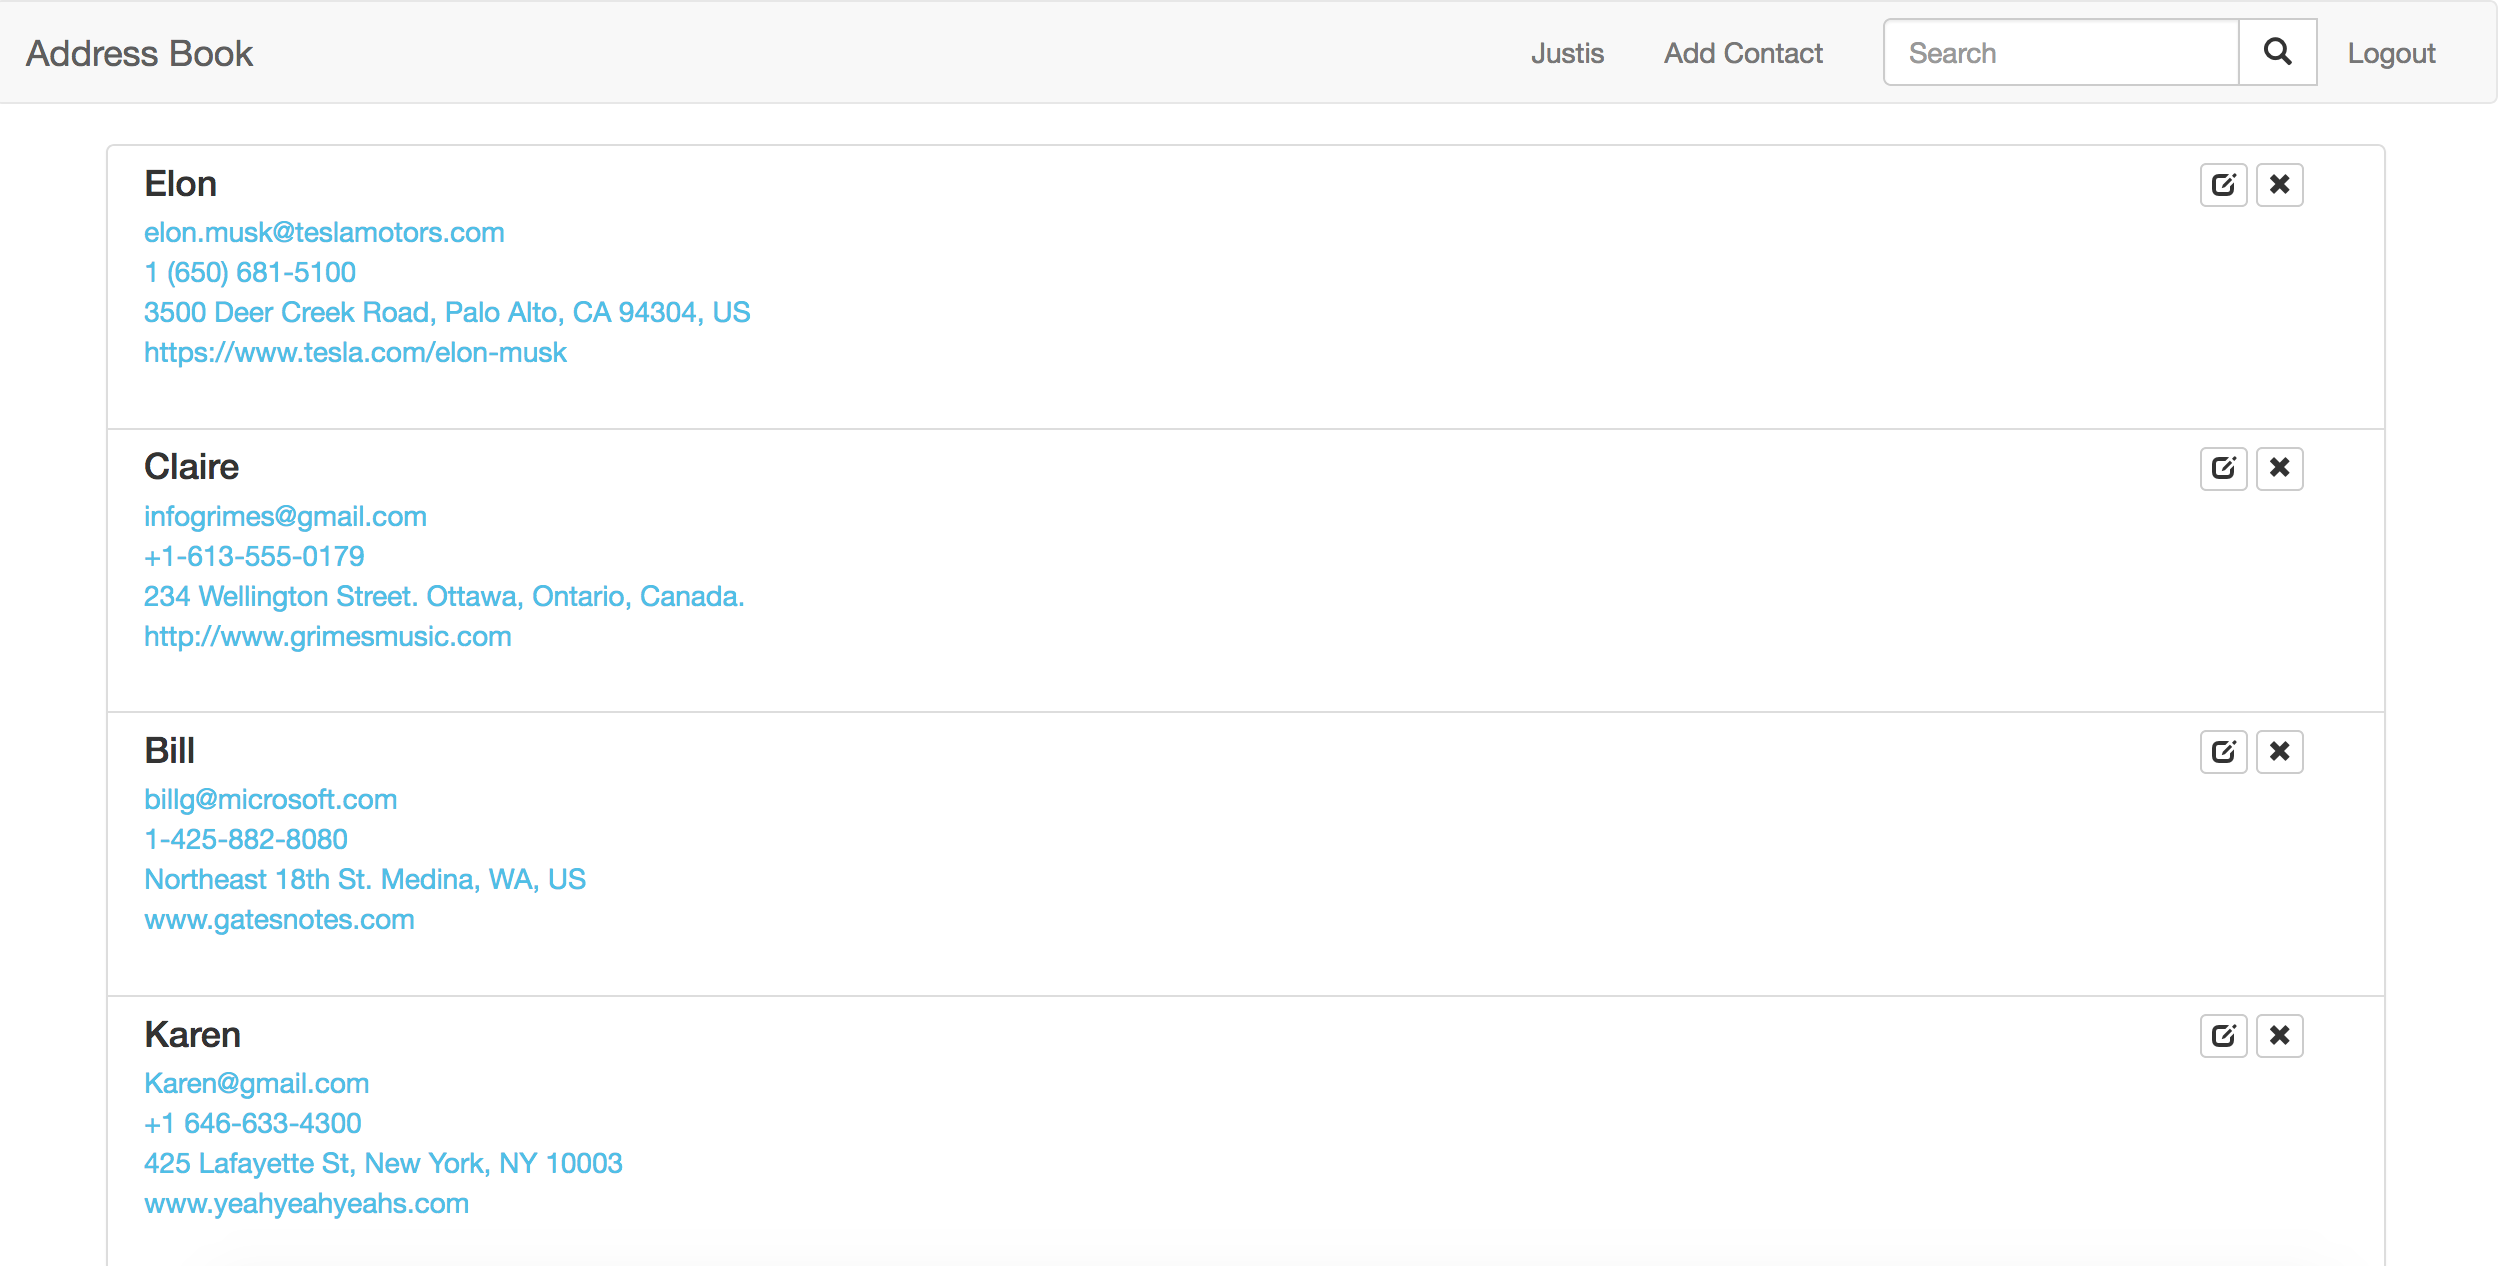 Address Book
Justis
Add Contact
Search
Logout
Elon
elon.musk@teslamotors.com
1 (650) 681-5100
3500 Deer Creek Road, Palo Alto, CA 94304, US
https://www.tesla.com/elon-musk
Claire
infogrimes@gmail.com
+1-613-555-0179
234 Wellington Street. Ottawa, Ontario, Canada.
http://www.grimesmusic.com
Bill
billg@microsoft.com
1-425-882-8080
Northeast 18th St. Medina, WA, US
www.gatesnotes.com
Karen
Karen@gmail.com
+1 646-633-4300
425 Lafayette St, New York, NY 10003
www.yeahyeahyeahs.com